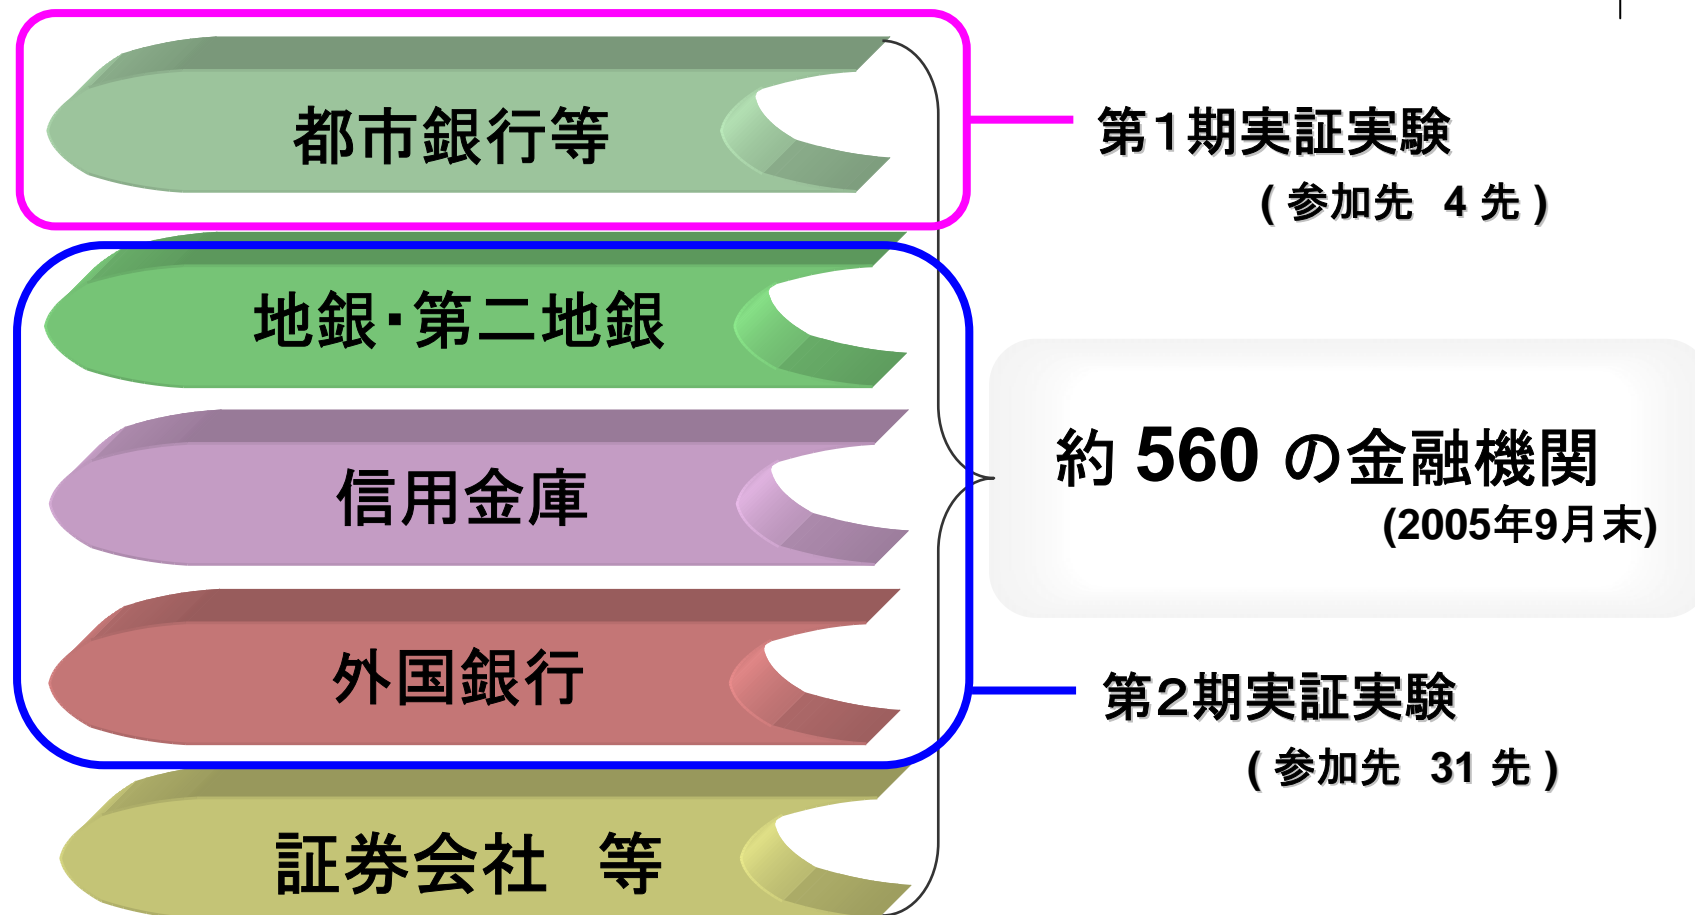 都市銀行等
第1期実証実験
( 参加先 4 先 )
地銀・第二地銀
信用金庫
約 560 の金融機関
(2005年9月末)
外国銀行
第2期実証実験
( 参加先 31 先 )
証券会社 等